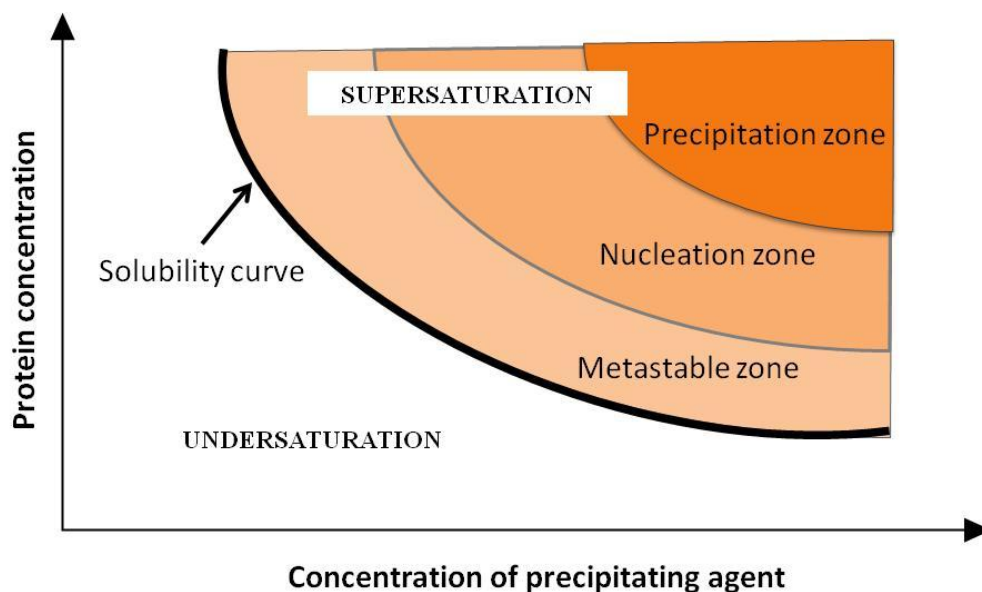 SUPERSATURATION
Precipitation zone
Nucleation zone
Solubility curve
Metastable zone
UNDERSATURATION
Protein concentration
Concentration of precipitating agent